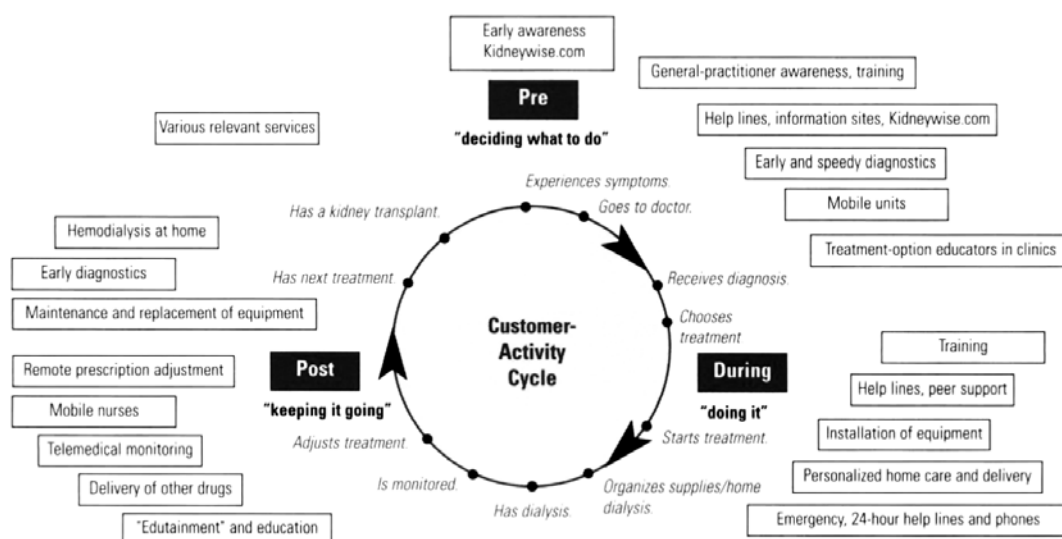 Early awareness
Kidneywise.com
Pre
"deciding what to do"
General-practitioner awareness, training
Help lines, information sites, Kidneywise.com
Early and speedy diagnostics
Mobile units
Treatment-option educators in clinics
Various relevant services
Hemodialysis at home
Early diagnostics
Maintenance and replacement of equipment
Remote prescription adjustment
Mobile nurses
Telemedical monitoring
Delivery of other drugs
"Edutainment" and education
Post
"keeping it going"
Customer-
Activity
Cycle
Experiences symptoms.
Goes to doctor.
Receives diagnosis.
Chooses
treatment
Starts treatment.
Organizes supplies/home
dialysis.
Has dialysis.
Is monitored.
Adjusts treatment.
Has next treatment.
Has a kidney transplant.
During
"doing it"
Training
Help lines, peer support
Installation of equipment
Personalized home care and delivery
Emergency, 24-hour help lines and phones